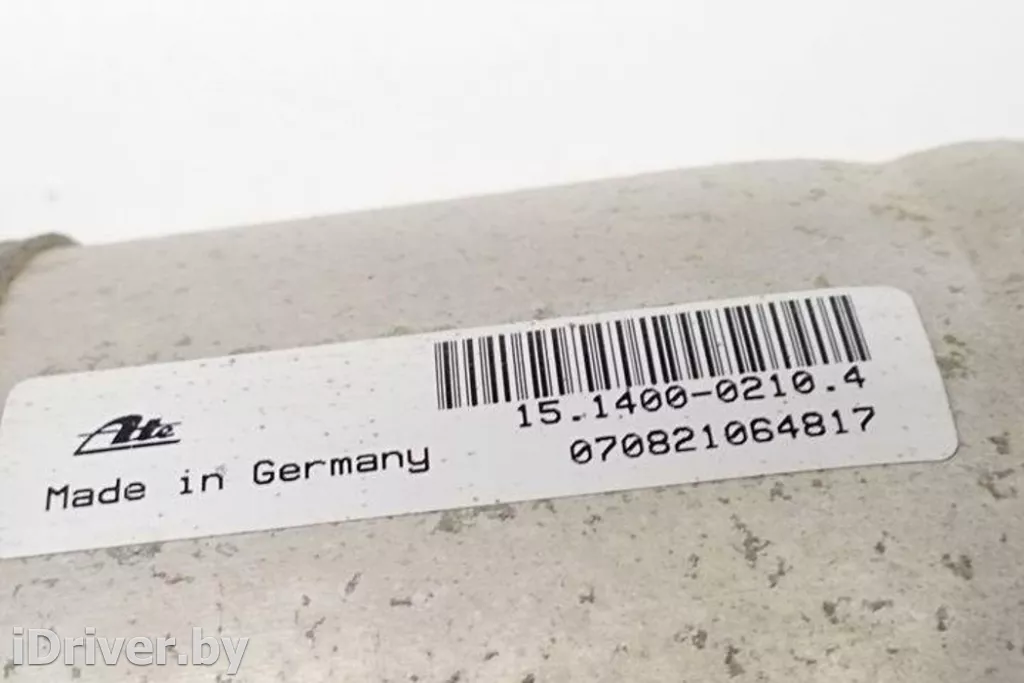 15.1400-0210.4
Ate
070821064817
Made in Germany
iDriver.by